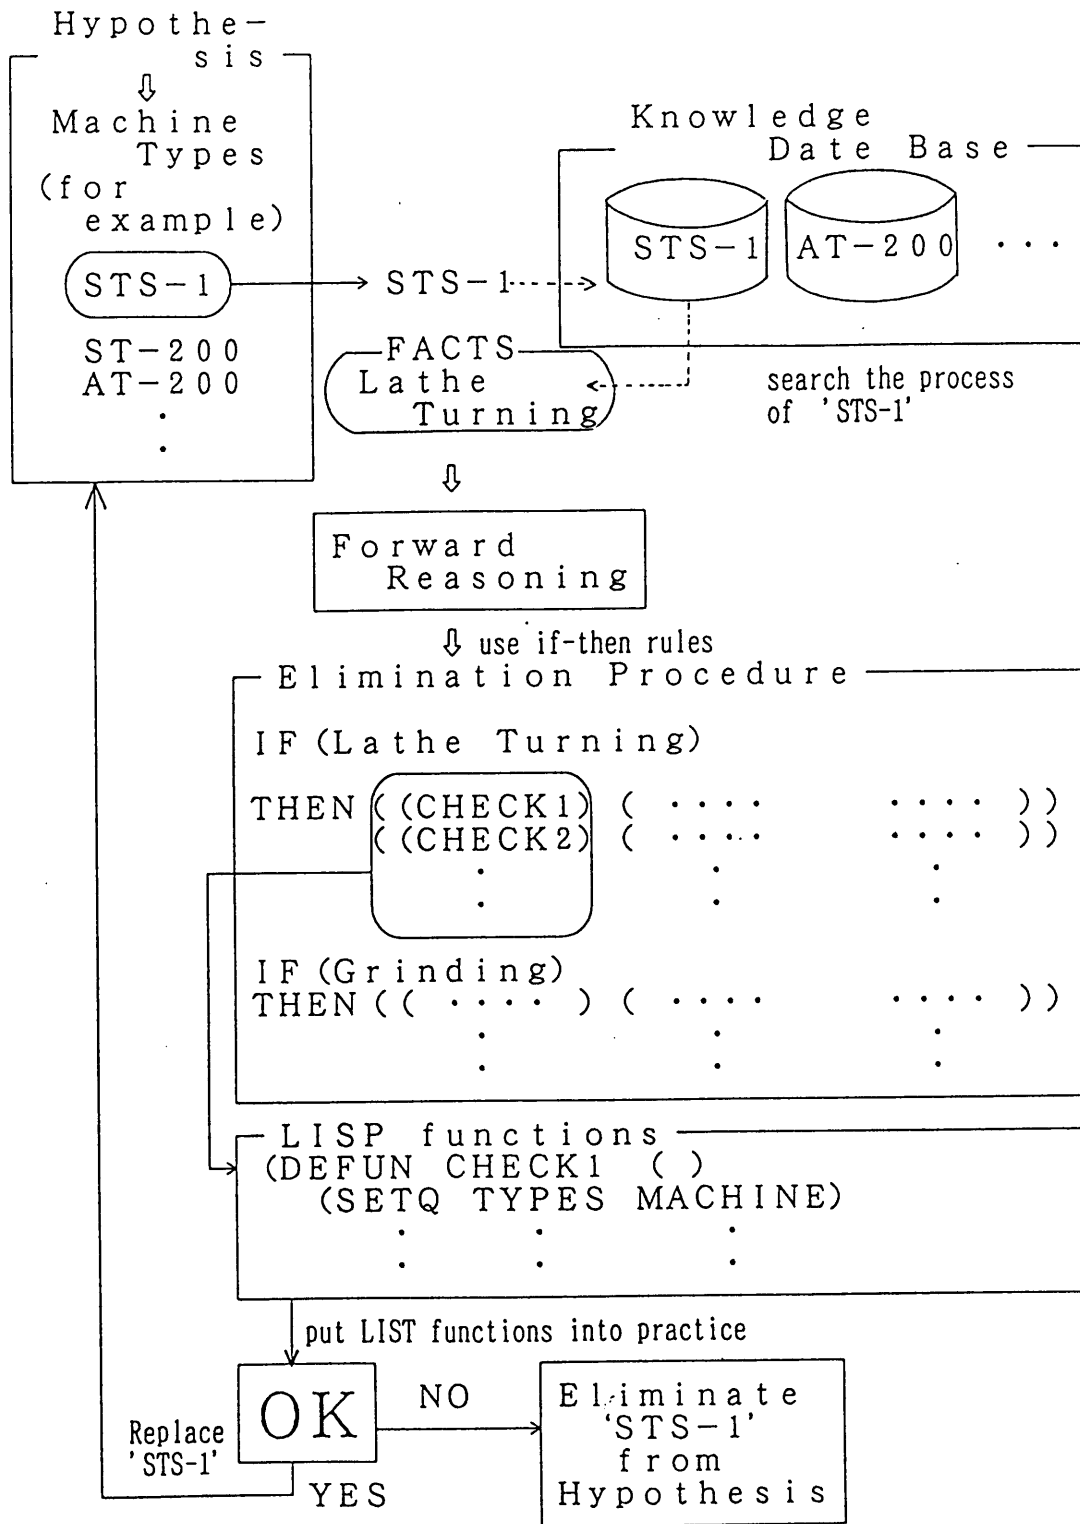 Hypothe-
sis
Machine
Types
(for
example)
STS-1
ST-200
AT-200
STS-1
Knowledge
Date Base
STS-1
AT-200
FACTS
Lathe
Turning
search the process
of 'STS-1'
Forward
Reasoning
use if-then rules
Elimination Procedure
IF (Lathe Turning)
THEN ((CHECK1) ( ···· ···· ))
((CHECK2) ( ···· ···· ))
IF (Grinding)
THEN (( ···· ) ( ···· ···· ))
LISP functions
(DEFUN CHECK1 ( )
(SETQ TYPES MACHINE)
put LIST functions into practice
OK
NO
Eliminate
'STS-1'
from
Hypothesis
Replace
'STS-1'
YES